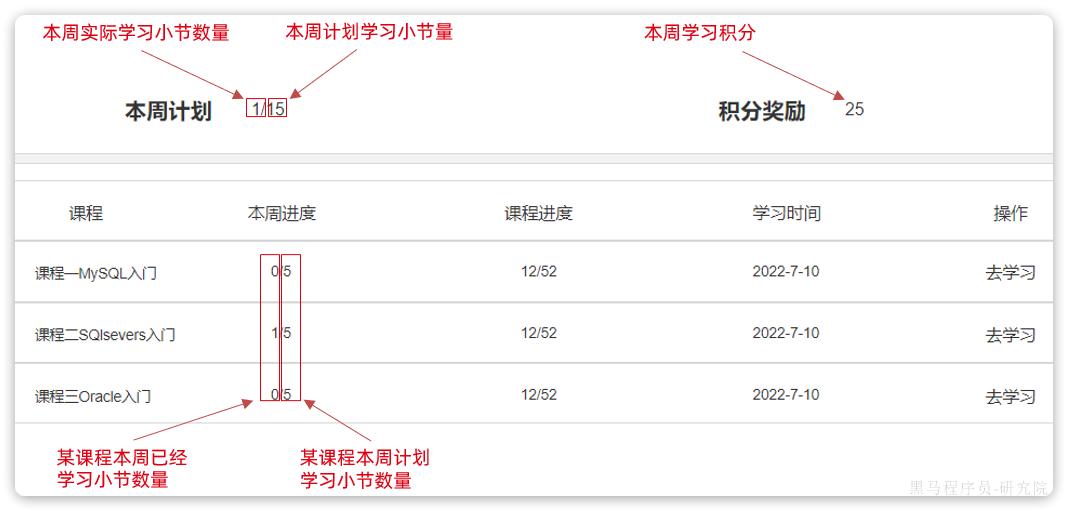 本周实际学习小节数量
本周计划学习小节量
本周学习积分
本周计划 1/15
积分奖励 25
课程 本周进度 课程进度 学习时间 操作
课程一MySQL入门 0/5 12/52 2022-7-10 去学习
课程二SQlsevers入门 1/5 12/52 2022-7-10 去学习
课程三Oracle入门 0/5 12/52 2022-7-10 去学习
某课程本周已经
学习小节数量
某课程本周计划
学习小节数量
黑马程序员-研究院